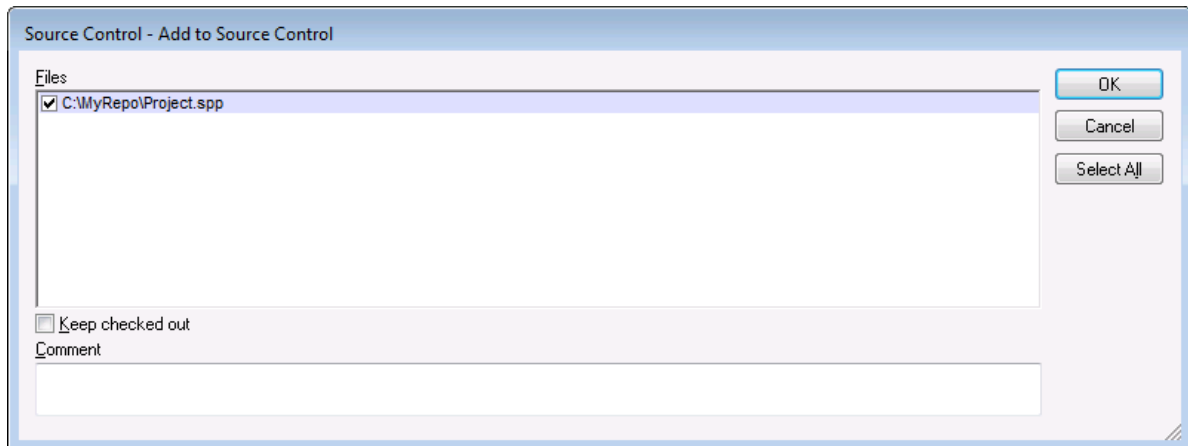 Source Control - Add to Source Control
Files
C:\MyRepo\Project.spp
OK
Cancel
Select All
Keep checked out
Comment